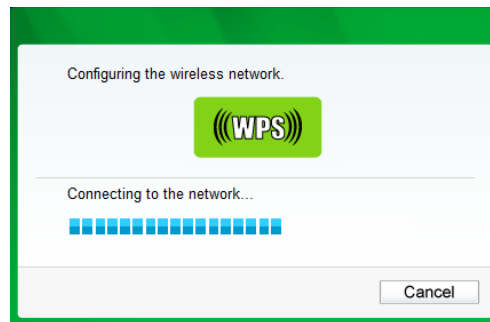 Configuring the wireless network.
(((WPS)))
Connecting to the network...
Cancel